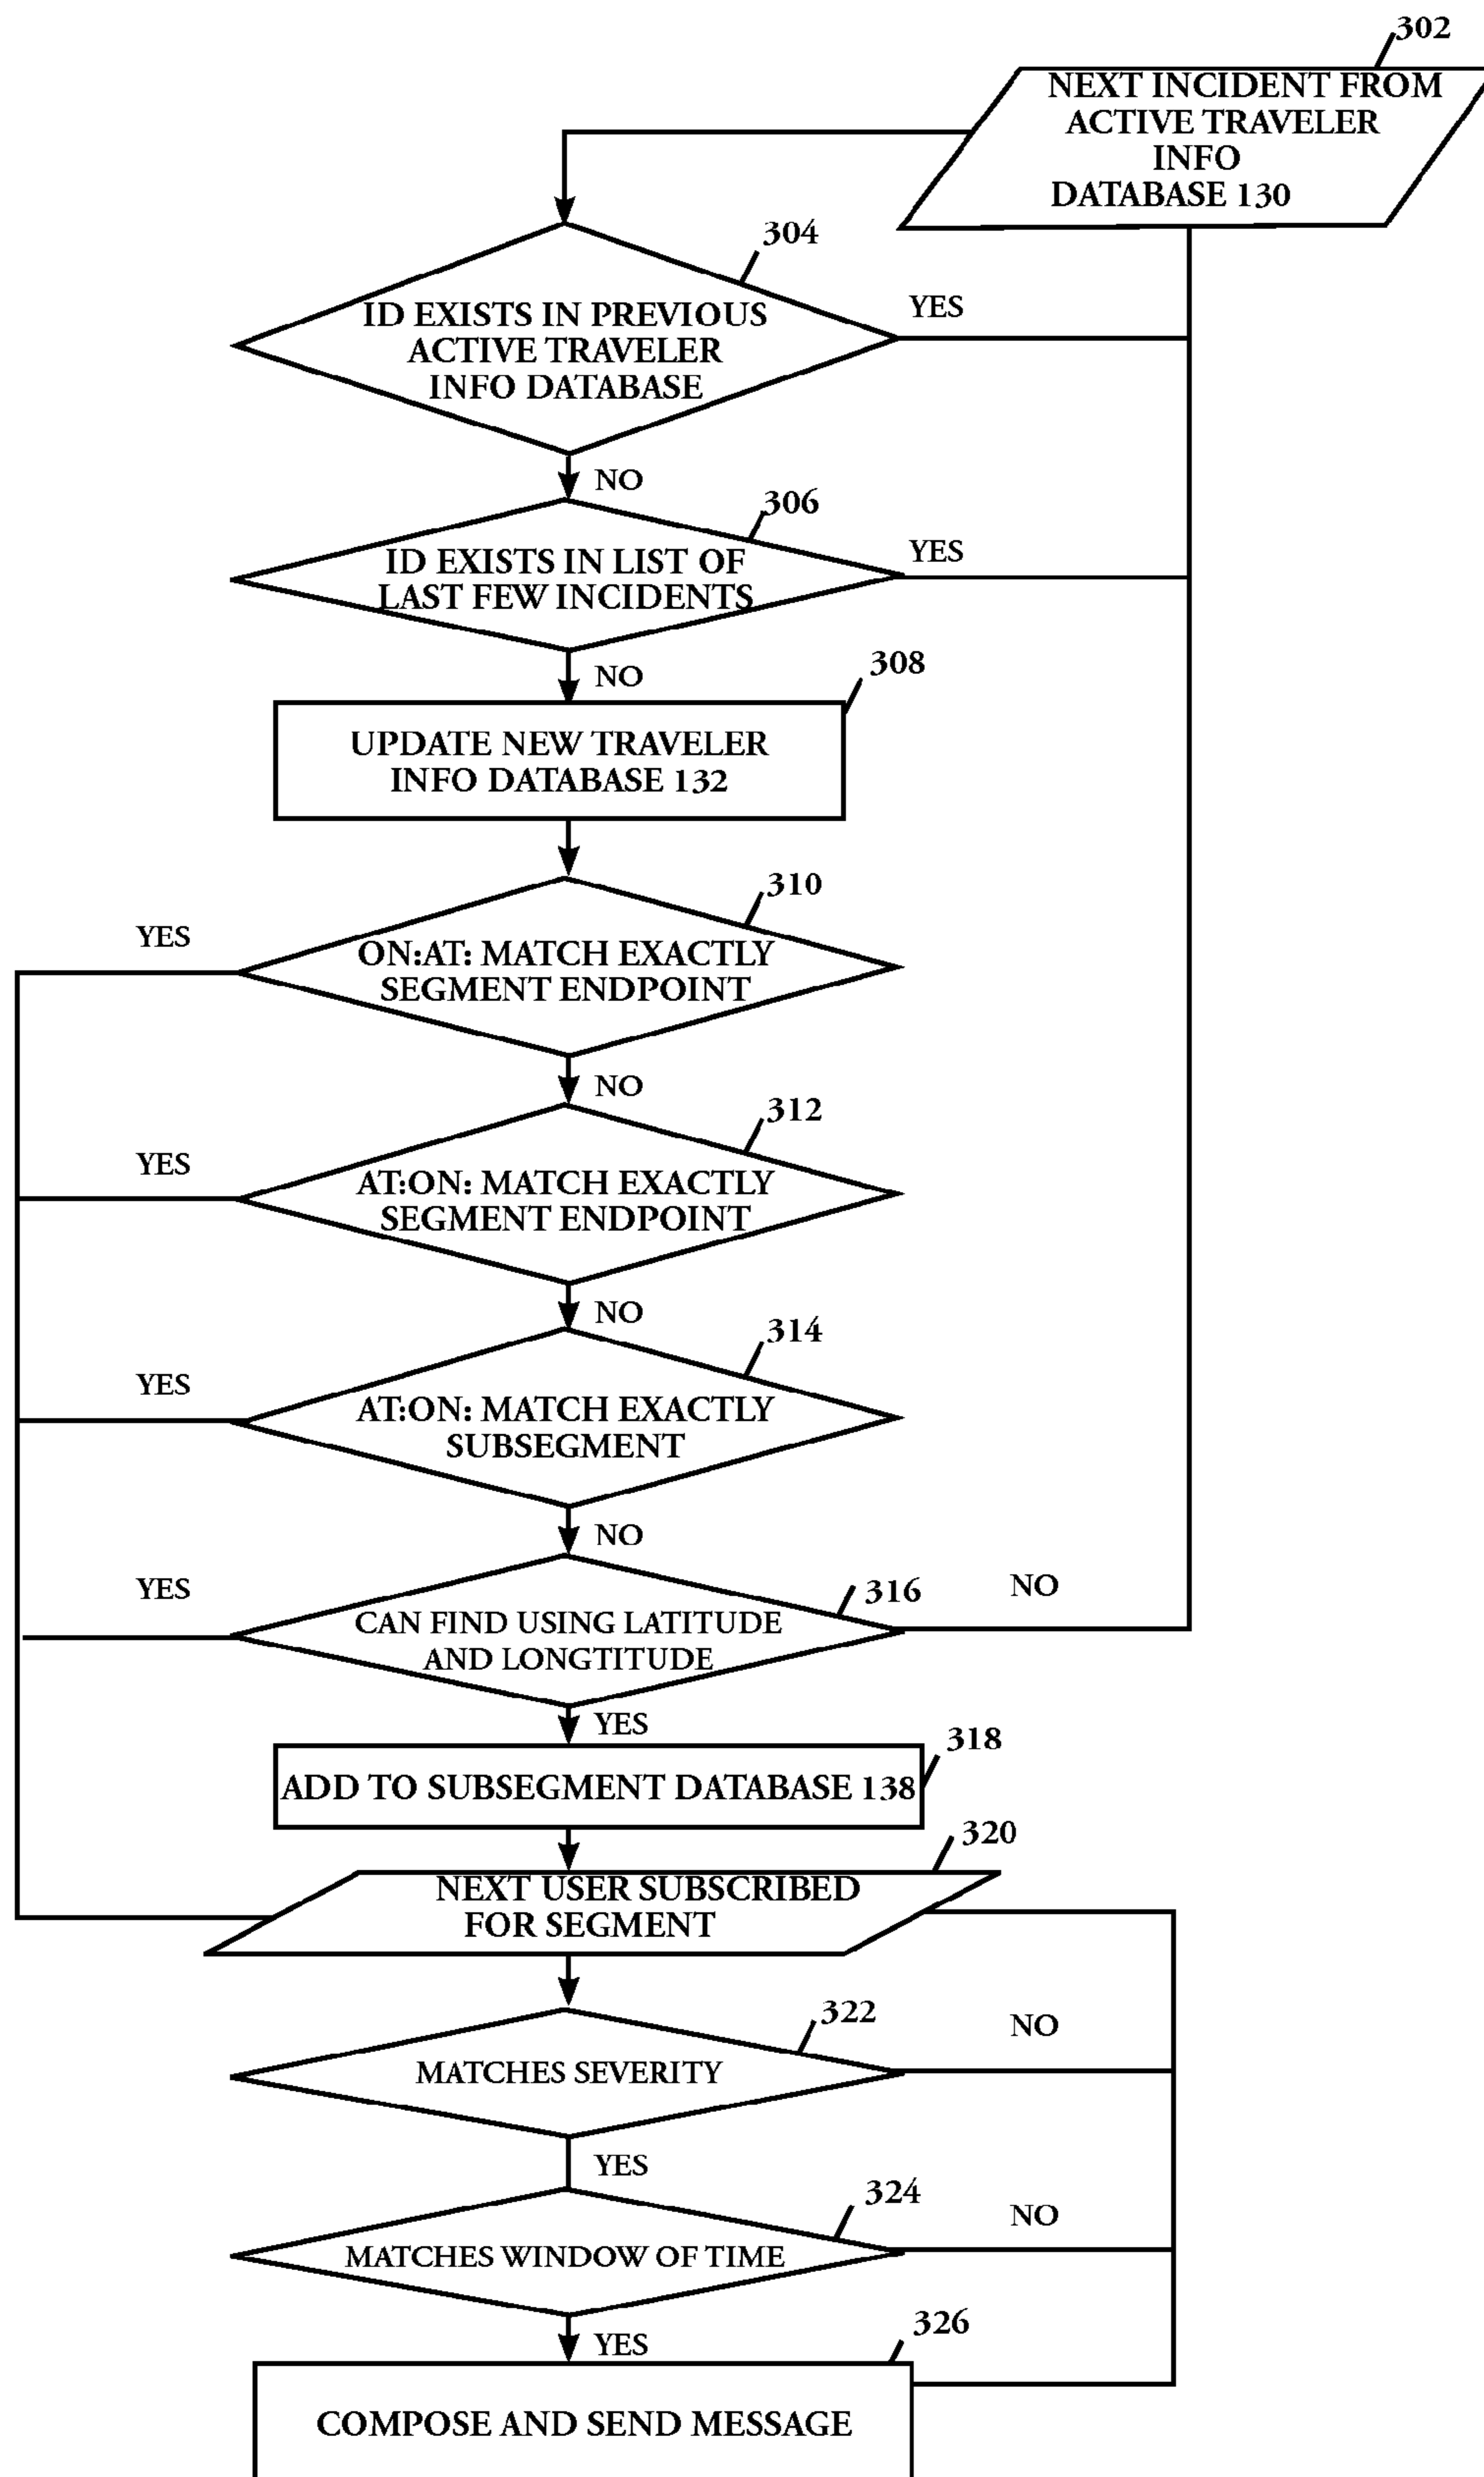 302
NEXT INCIDENT FROM
ACTIVE TRAVELER
INFO
DATABASE 130
304
ID EXISTS IN PREVIOUS
ACTIVE TRAVELER
INFO DATABASE
YES
NO
306
ID EXISTS IN LIST OF
LAST FEW INCIDENTS
YES
NO
308
UPDATE NEW TRAVELER
INFO DATABASE 132
310
YES
ON:AT: MATCH EXACTLY
SEGMENT ENDPOINT
NO
312
YES
AT:ON: MATCH EXACTLY
SEGMENT ENDPOINT
NO
314
YES
AT:ON: MATCH EXACTLY
SUBSEGMENT
NO
YES
316
NO
CAN FIND USING LATITUDE
AND LONGTITUDE
YES
318
ADD TO SUBSEGMENT DATABASE 138
320
NEXT USER SUBSCRIBED
FOR SEGMENT
322
NO
MATCHES SEVERITY
YES
324
NO
MATCHES WINDOW OF TIME
YES
326
COMPOSE AND SEND MESSAGE